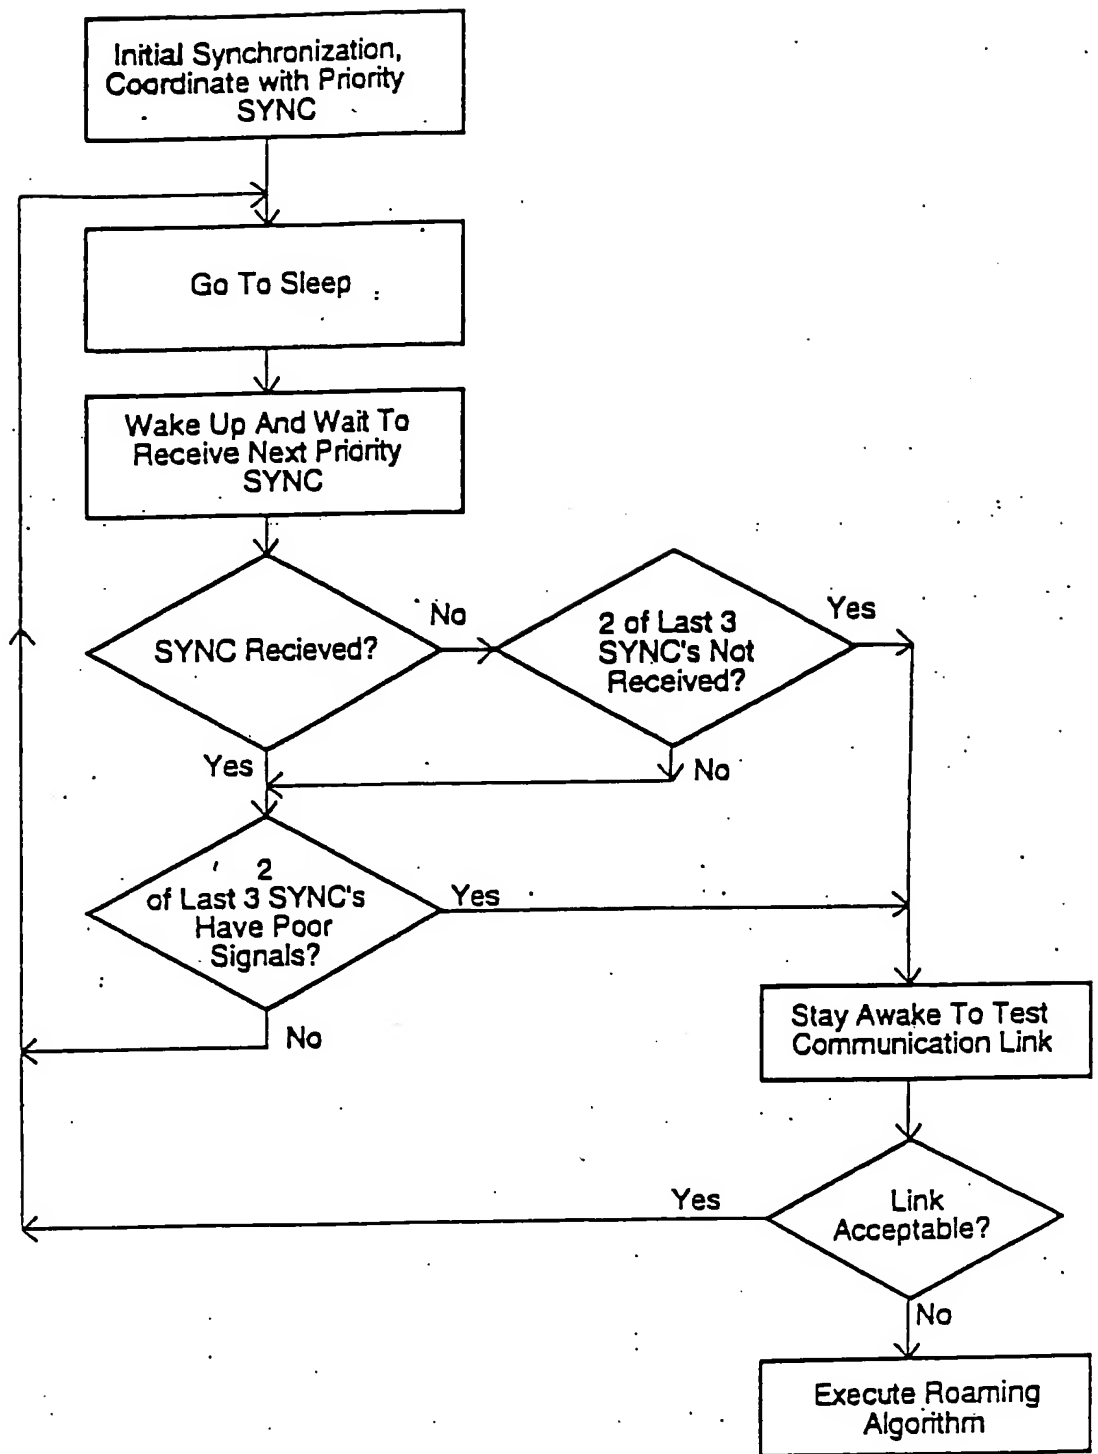 Initial Synchronization,
Coordinate with Priority
SYNC
Go To Sleep
Wake Up And Wait To
Receive Next Priority
SYNC
SYNC Recieved?
No
2 of Last 3
SYNC's Not
Received?
Yes
Yes
No
2
of Last 3 SYNC's
Have Poor
Signals?
Yes
No
Stay Awake To Test
Communication Link
Link
Acceptable?
Yes
No
Execute Roaming
Algorithm